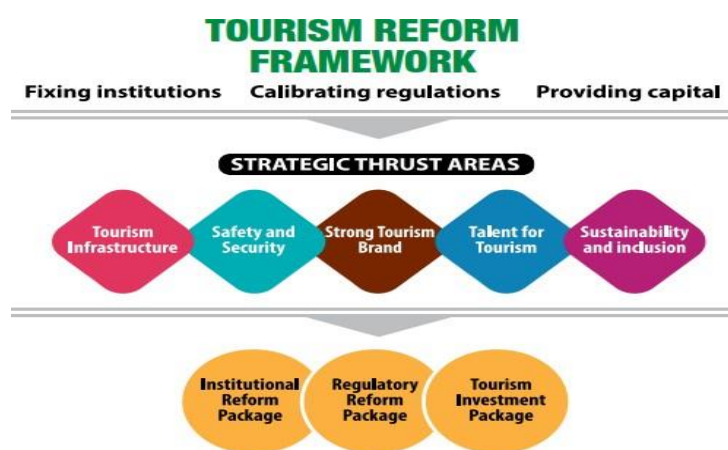 TOURISM REFORM
FRAMEWORK
Fixing institutions Calibrating regulations Providing capital
STRATEGIC THRUST AREAS
Tourism
Infrastructure
Safety and
Security
Strong Tourism
Brand
Talent for
Tourism
Sustainability
and inclusion
Institutional
Reform
Package
Regulatory
Reform
Package
Tourism
Investment
Package